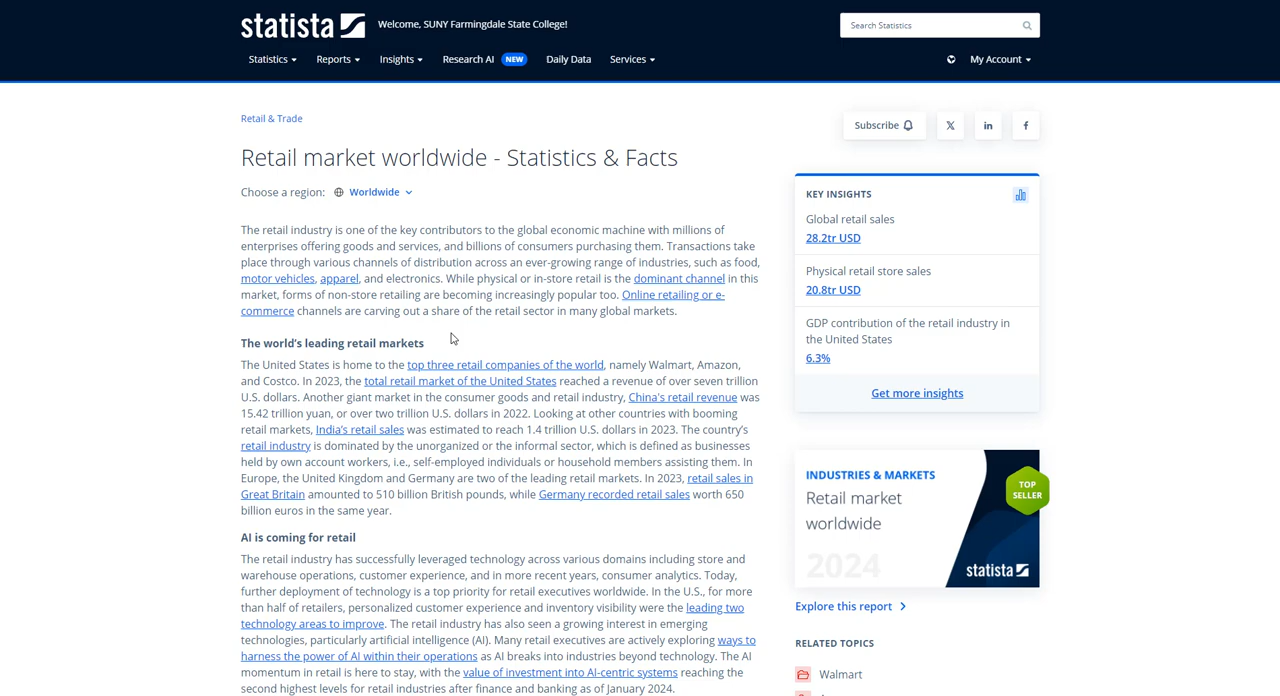 statista
Welcome, SUNY Farmingdale State College!
Search Statistics
Statistics
Reports
Insights
Research AI NEW
Daily Data
Services
My Account
Retail & Trade
Subscribe
Retail market worldwide - Statistics & Facts
Choose a region: Worldwide
The retail industry is one of the key contributors to the global economic machine with millions of
enterprises offering goods and services, and billions of consumers purchasing them. Transactions take
place through various channels of distribution across an ever-growing range of industries, such as food,
motor vehicles, apparel, and electronics. While physical or in-store retail is the dominant channel in this
market, forms of non-store retailing are becoming increasingly popular too. Online retailing or e-
commerce channels are carving out a share of the retail sector in many global markets.
The world's leading retail markets
The United States is home to the top three retail companies of the world, namely Walmart, Amazon,
and Costco. In 2023, the total retail market of the United States reached a revenue of over seven trillion
U.S. dollars. Another giant market in the consumer goods and retail industry, China's retail revenue was
15.42 trillion yuan, or over two trillion U.S. dollars in 2022. Looking at other countries with booming
retail markets, India's retail sales was estimated to reach 1.4 trillion U.S. dollars in 2023. The country's
retail industry is dominated by the unorganized or the informal sector, which is defined as businesses
held by own account workers, i.e., self-employed individuals or household members assisting them. In
Europe, the United Kingdom and Germany are two of the leading retail markets. In 2023, retail sales in
Great Britain amounted to 510 billion British pounds, while Germany recorded retail sales worth 650
billion euros in the same year.
AI is coming for retail
The retail industry has successfully leveraged technology across various domains including store and
warehouse operations, customer experience, and in more recent years, consumer analytics. Today,
further deployment of technology is a top priority for retail executives worldwide. In the U.S., for more
than half of retailers, personalized customer experience and inventory visibility were the leading two
technology areas to improve. The retail industry has also seen a growing interest in emerging
technologies, particularly artificial intelligence (AI). Many retail executives are actively exploring ways to
harness the power of AI within their operations as AI breaks into industries beyond technology. The AI
momentum in retail is here to stay, with the value of investment into AI-centric systems reaching the
second highest levels for retail industries after finance and banking as of January 2024.
KEY INSIGHTS
Global retail sales
28.2tr USD
Physical retail store sales
20.8tr USD
GDP contribution of the retail industry in
the United States
6.3%
Get more insights
INDUSTRIES & MARKETS
Retail market
worldwide
2024
TOP
SELLER
statista
Explore this report
RELATED TOPICS
Walmart